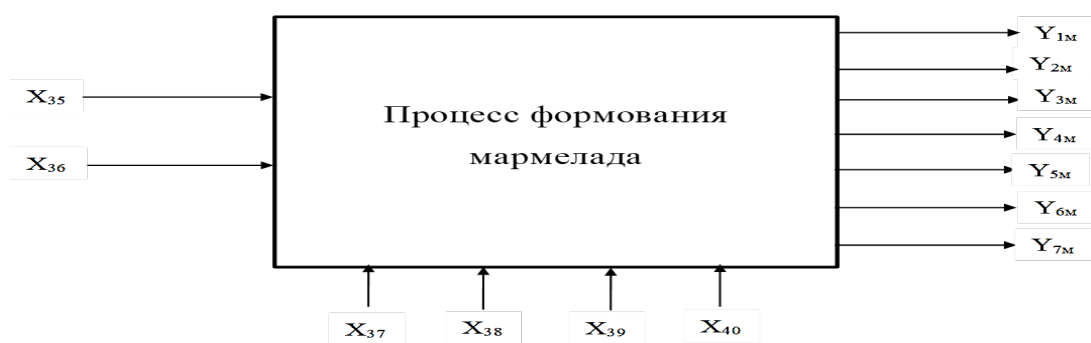 Y₁м
Y₂м
X₃₅
Y₃м
Процесс формования
Y₄м
мармелада
X₃₆
Y₅м
Y₆м
Y₇м
X₃₇
X₃₈
X₃₉
X₄₀